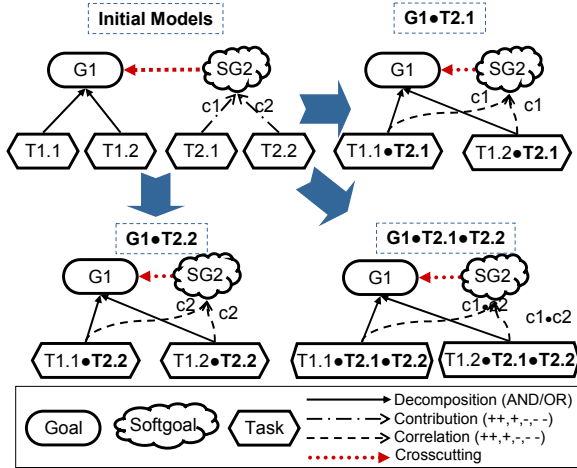 Initial Models
G1
SG2
c1 c2
T1.1 T1.2 T2.1 T2.2
G1●T2.1
G1
SG2
c1 c1
T1.1●T2.1
T1.2●T2.1
G1●T2.2
G1
SG2
c2
c2
T1.1●T2.2 T1.2●T2.2
G1●T2.1●T2.2
G1
SG2
c1●c2
c1●c2
T1.1●T2.1●T2.2 T1.2●T2.1●T2.2
Goal
Softgoal
Task
Decomposition (AND/OR)
Contribution (++,+,-,- -)
Correlation (++,+,-,- -)
Crosscutting